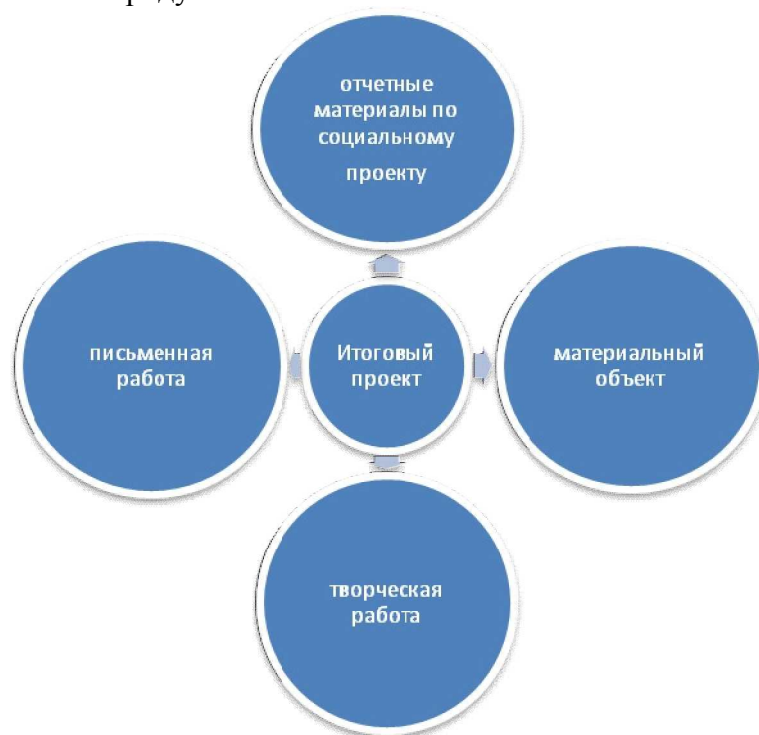 отчетные
материалы по
социальному
проекту
письменная
работа
Итоговый
проект
материальный
объект
творческая
работа